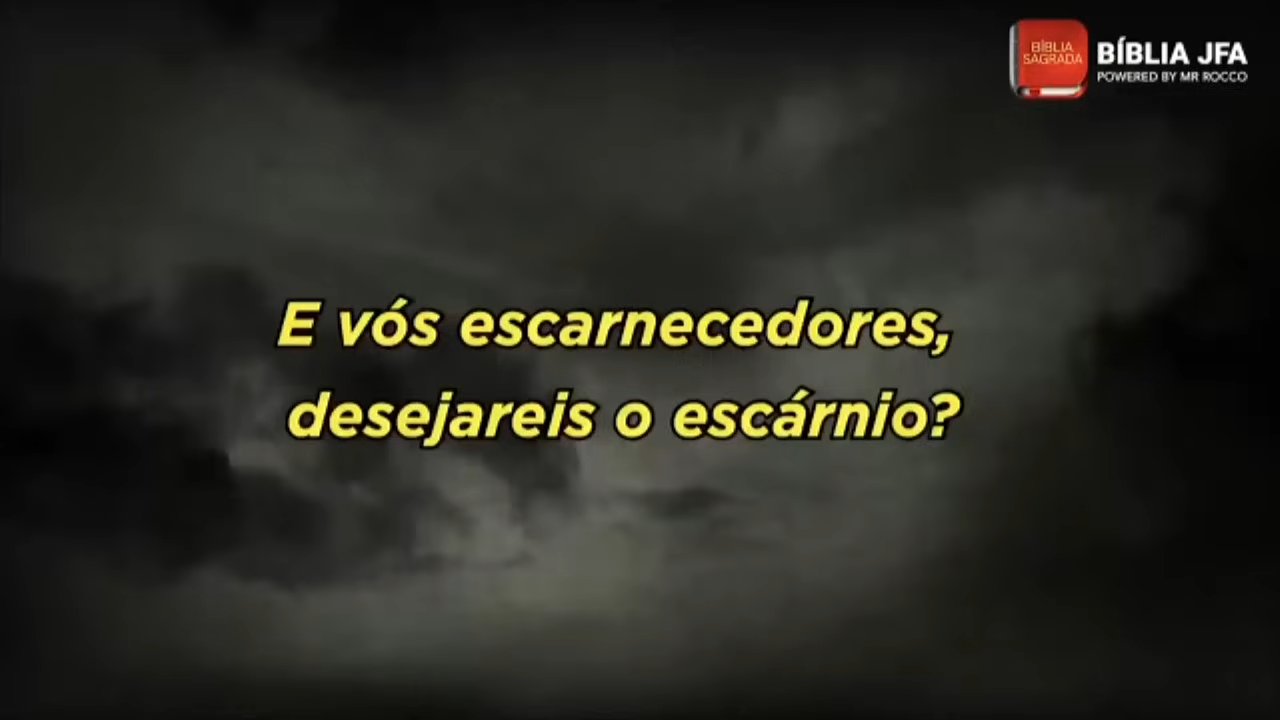 BÍBLIA
SAGRADA
BÍBLIA JFA
POWERED BY MR ROCCO
E vós escarnecedores,
desejareis o escárnio?